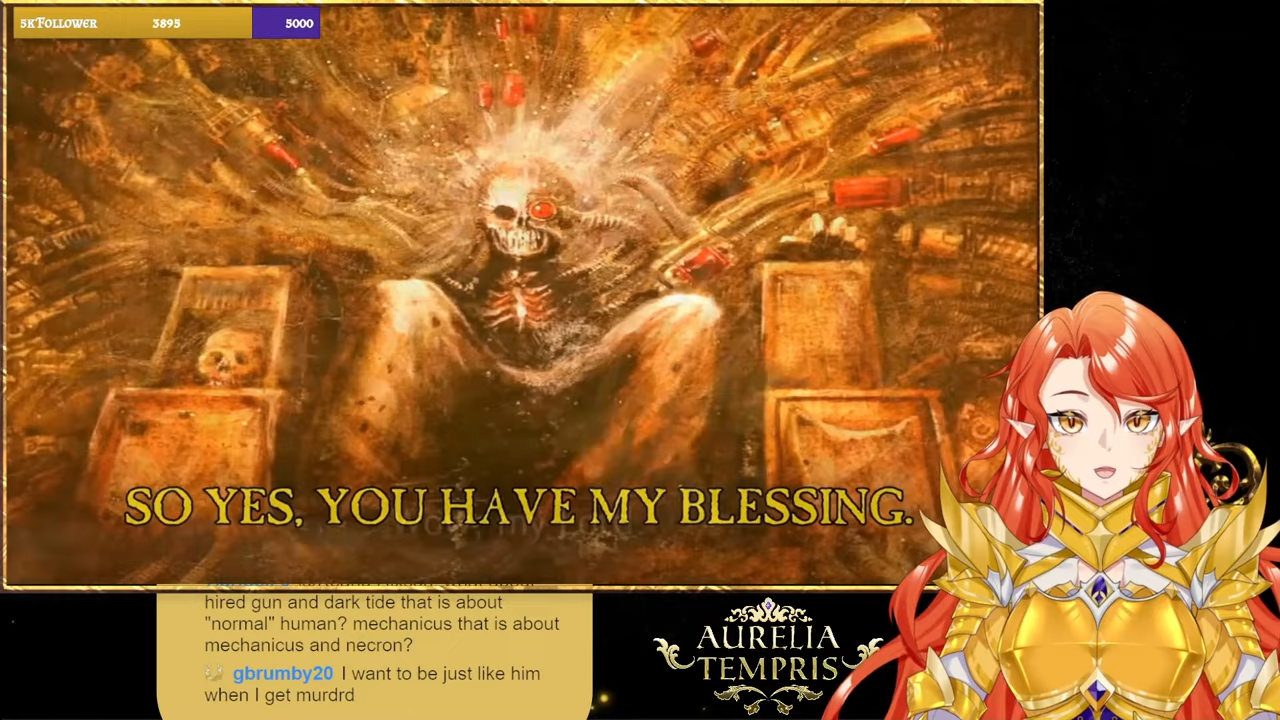 5K Follower 3895 5000
SO YES, YOU HAVE MY BLESSING.
hired gun and dark tide that is about
"normal" human? mechanicus that is about
mechanicus and necron?
gbrumby20 I want to be just like him
when I get murdrd
AURELIA
TEMPRIS